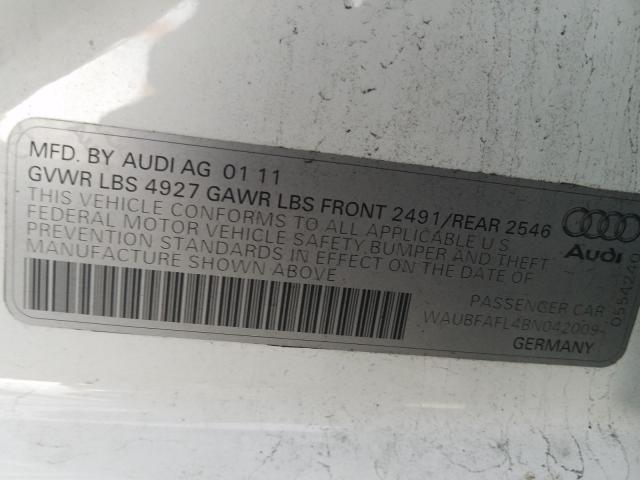 MFD. BY AUDI AG 01 11
GVWR LBS 4927 GAWR LBS FRONT 2491/REAR 2546
THIS VEHICLE CONFORMS TO ALL APPLICABLE U S
FEDERAL MOTOR VEHICLE SAFETY, BUMPER AND THEFT
PREVENTION STANDARDS IN EFFECT ON THE DATE OF
MANUFACTURE SHOWN ABOVE
Audi
PASSENGER CAR
WAUBFAFL4BN042009
GERMANY
0554249